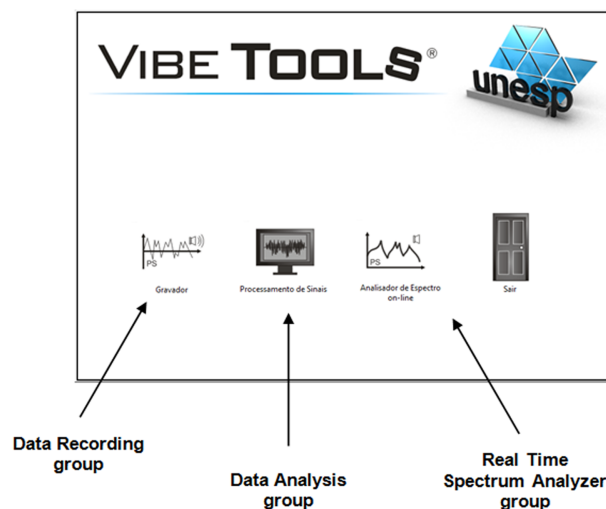 VIBE TOOLS®
unesp
PS
Gravador
Processamento de Sinais
PS
Analisador de Espectro
on-line
Sair
Data Recording
group
Data Analysis
group
Real Time
Spectrum Analyzer
group